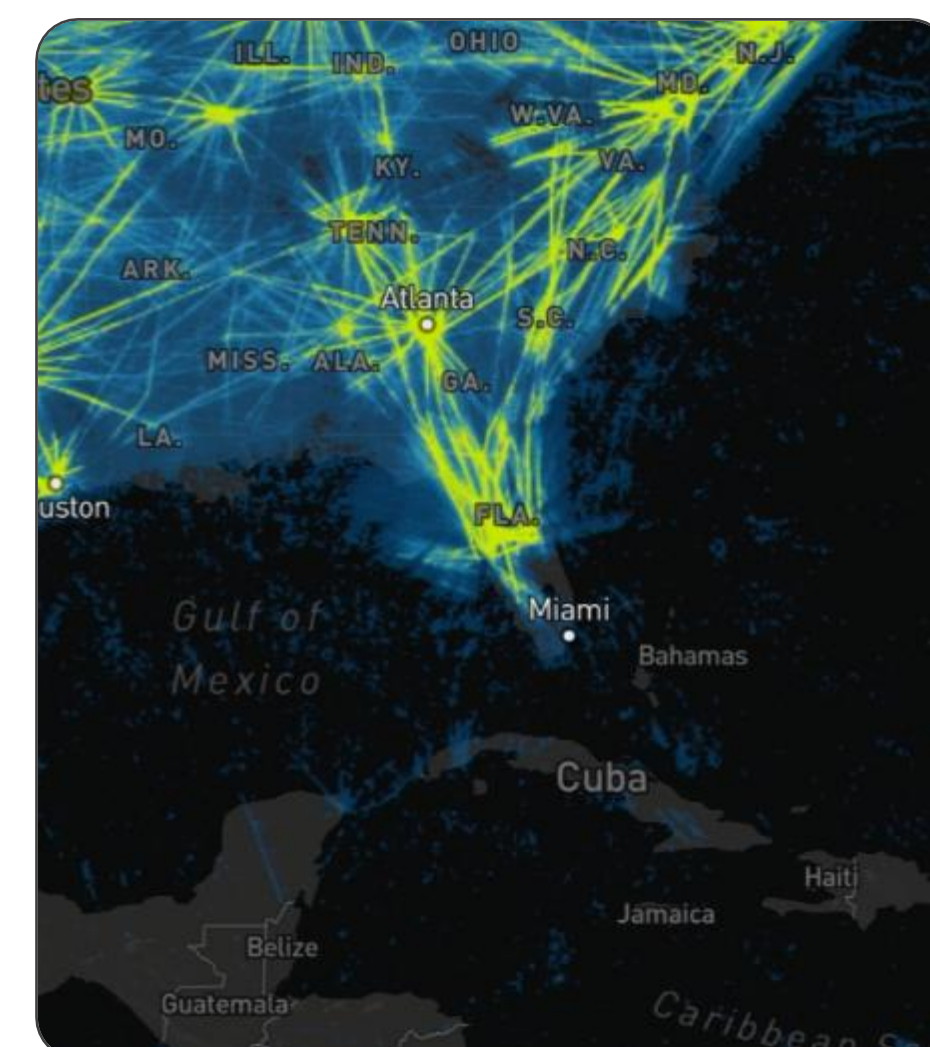 OHIO
ILL.
IND.
N.J.
tes
MD.
W.VA.
MO.
VA.
KY.
TENN.
N.C.
ARK.
Atlanta
S.C.
MISS.
ALA.
GA.
LA.
uston
FLA.
Miami
Gulf of
Mexico
Bahamas
Cuba
Haiti
Jamaica
Belize
Guatemala
Caribbean S